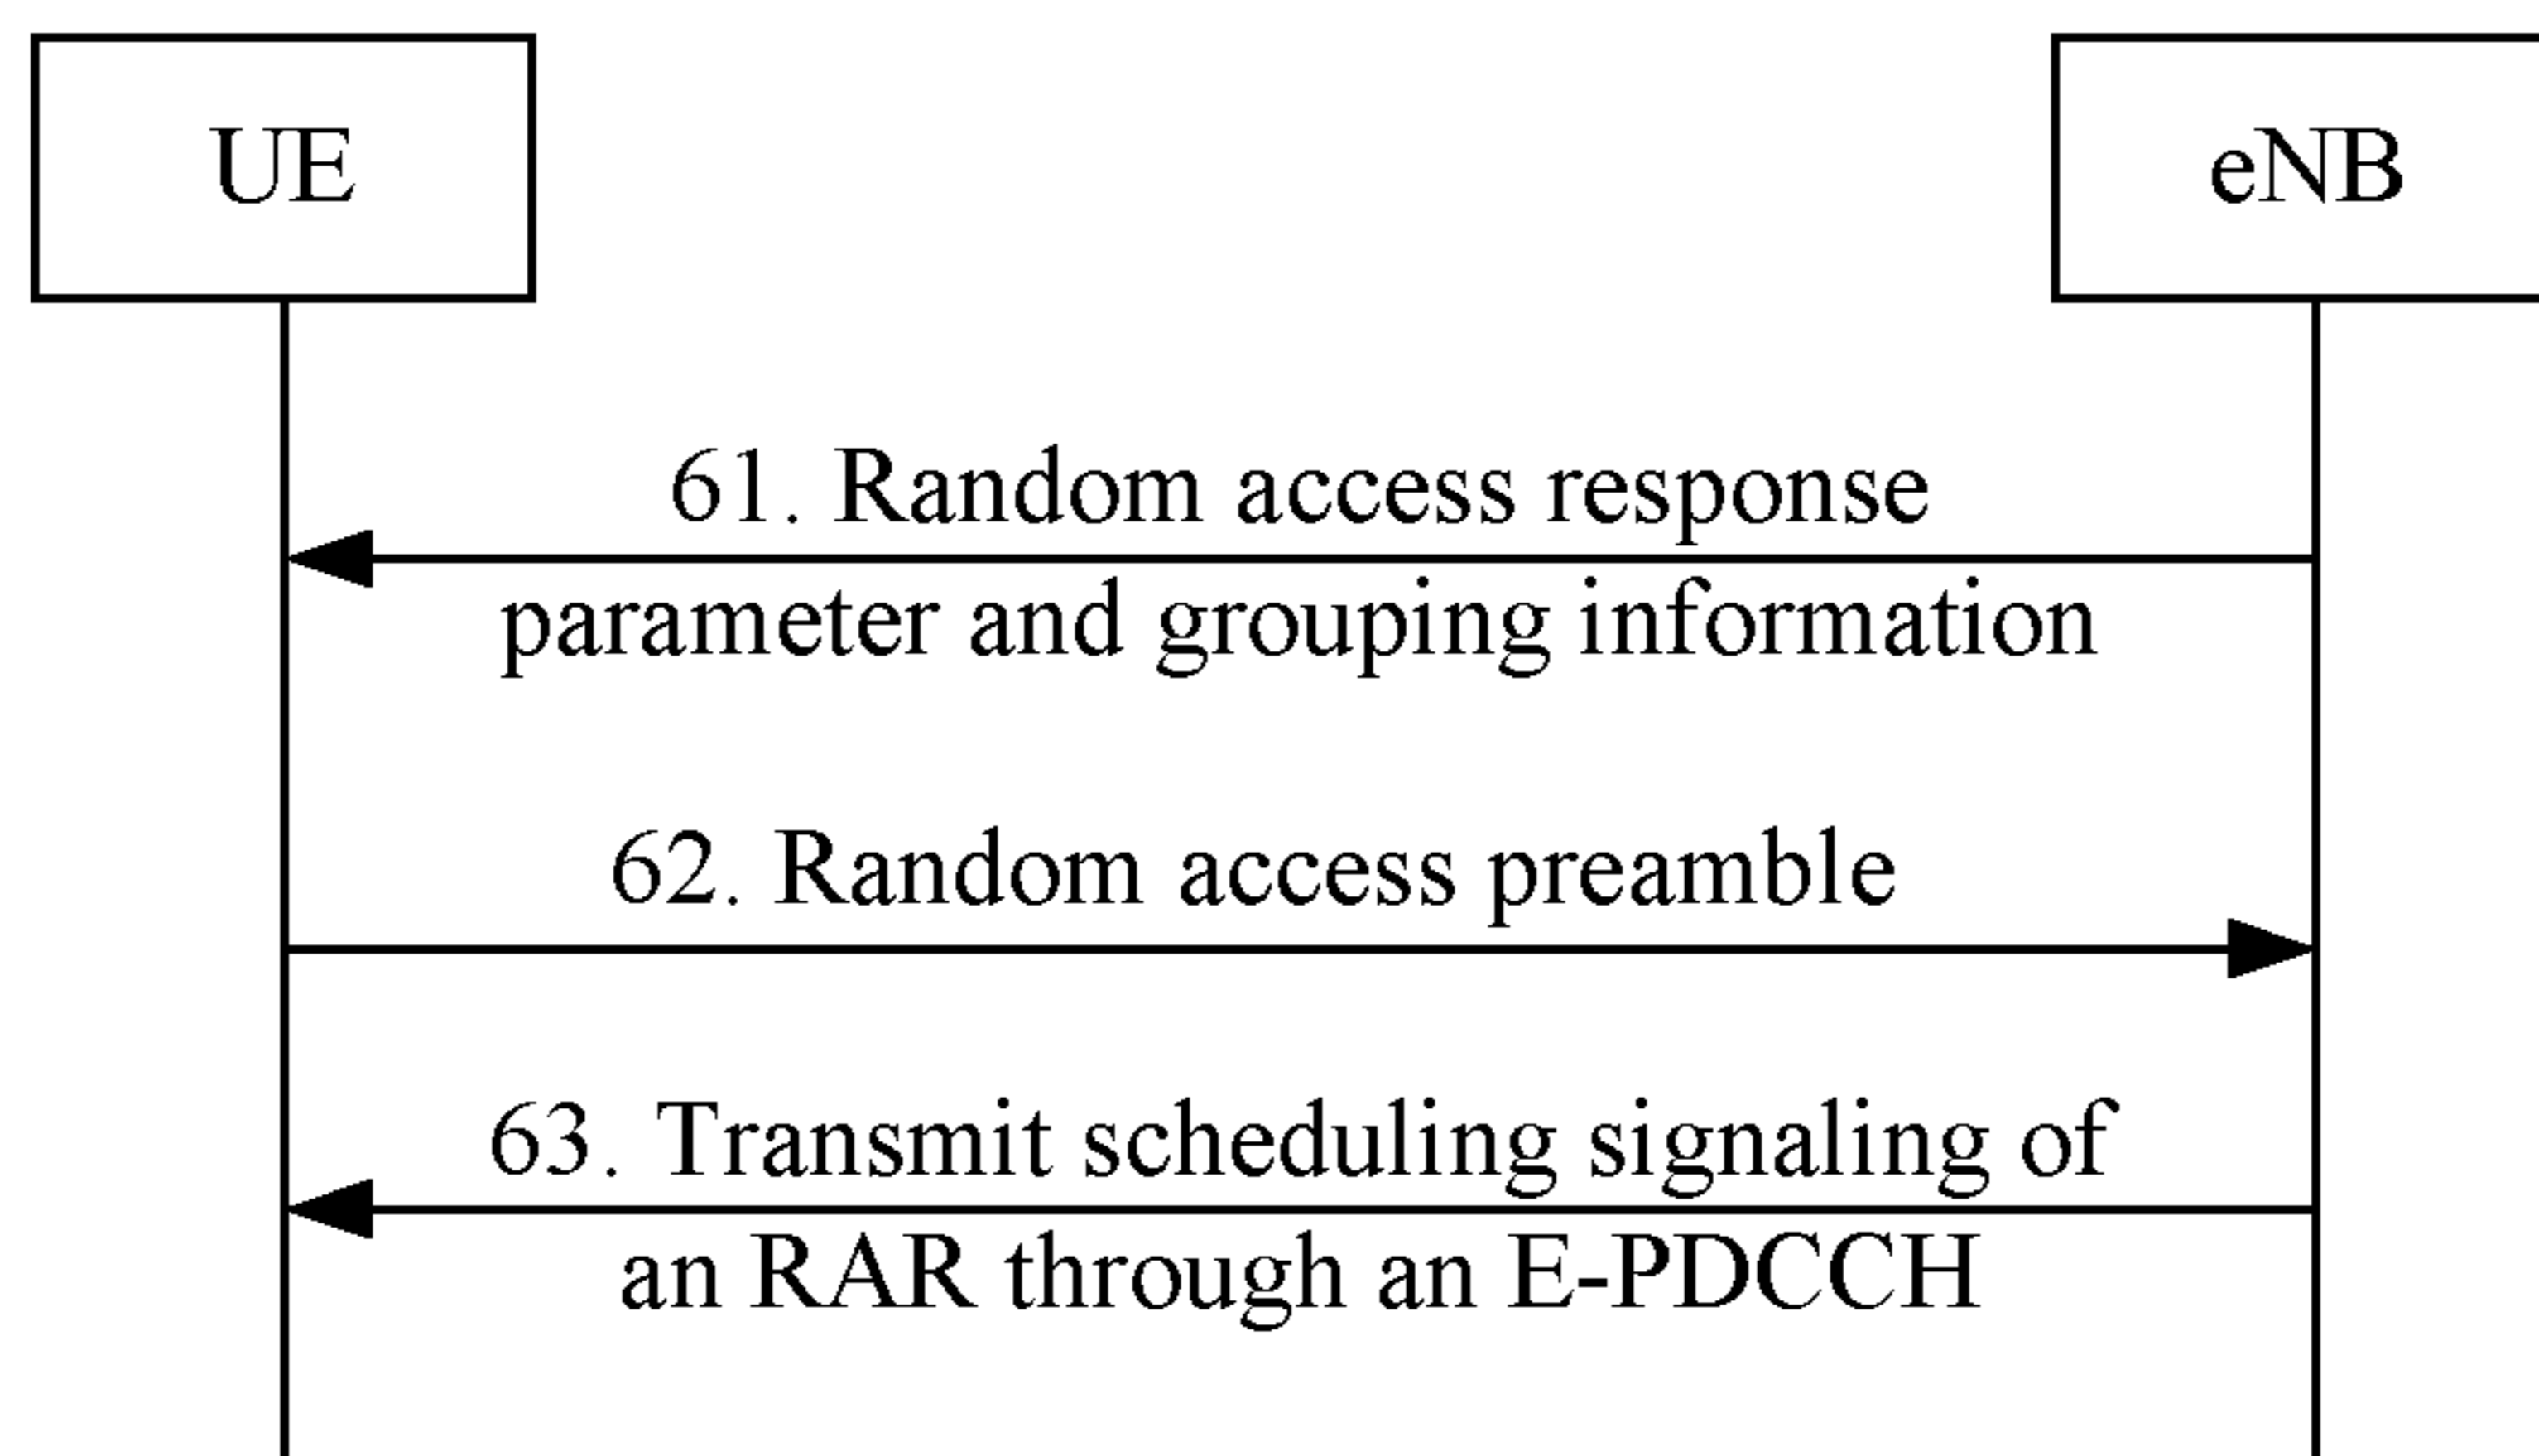 UE
eNB
61. Random access response
parameter and grouping information
62. Random access preamble
63. Transmit scheduling signaling of
an RAR through an E-PDCCH